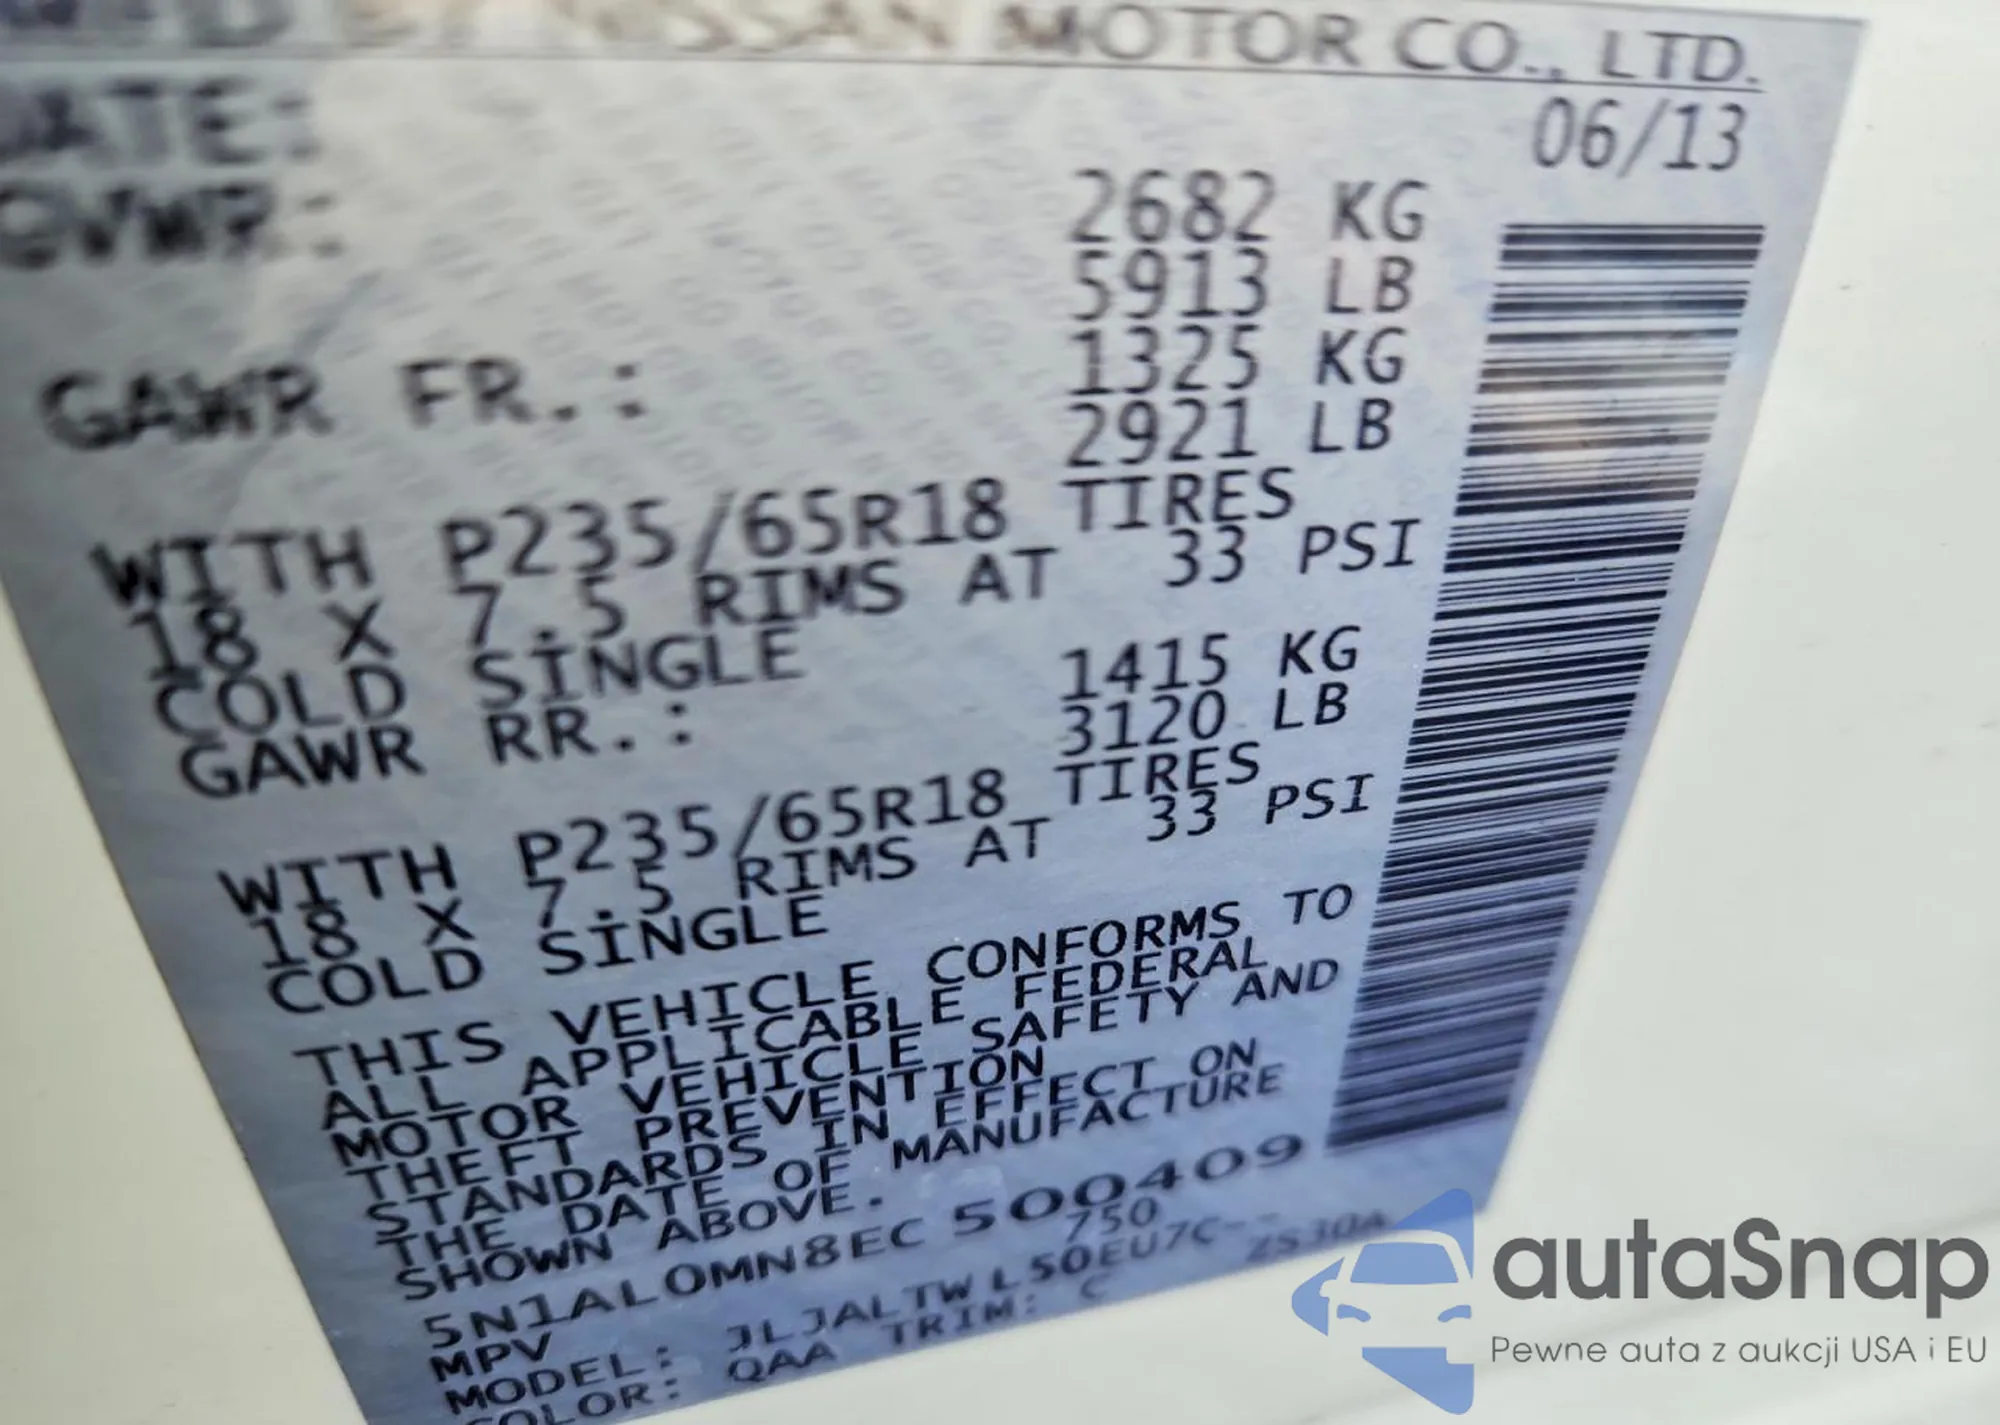 NISSAN MOTOR CO., LTD.
DATE: 06/13
GVWR: 2682 KG
5913 LB
GAWR FR.: 1325 KG
2921 LB
WITH P235/65R18 TIRES
18 X 7.5 RIMS AT 33 PSI
COLD SINGLE
GAWR RR.: 1415 KG
3120 LB
WITH P235/65R18 TIRES
18 X 7.5 RIMS AT 33 PSI
COLD SINGLE
THIS VEHICLE CONFORMS TO
ALL APPLICABLE FEDERAL
MOTOR VEHICLE SAFETY AND
THEFT PREVENTION
STANDARDS IN EFFECT ON
THE DATE OF MANUFACTURE
SHOWN ABOVE.
5N1AL0MN8EC500409
MPV 750
MODEL: JLJALTWL50EU7C--
COLOR: QAA TRIM: C ZS30A
autaSnap
Pewne auta z aukcji USA i EU